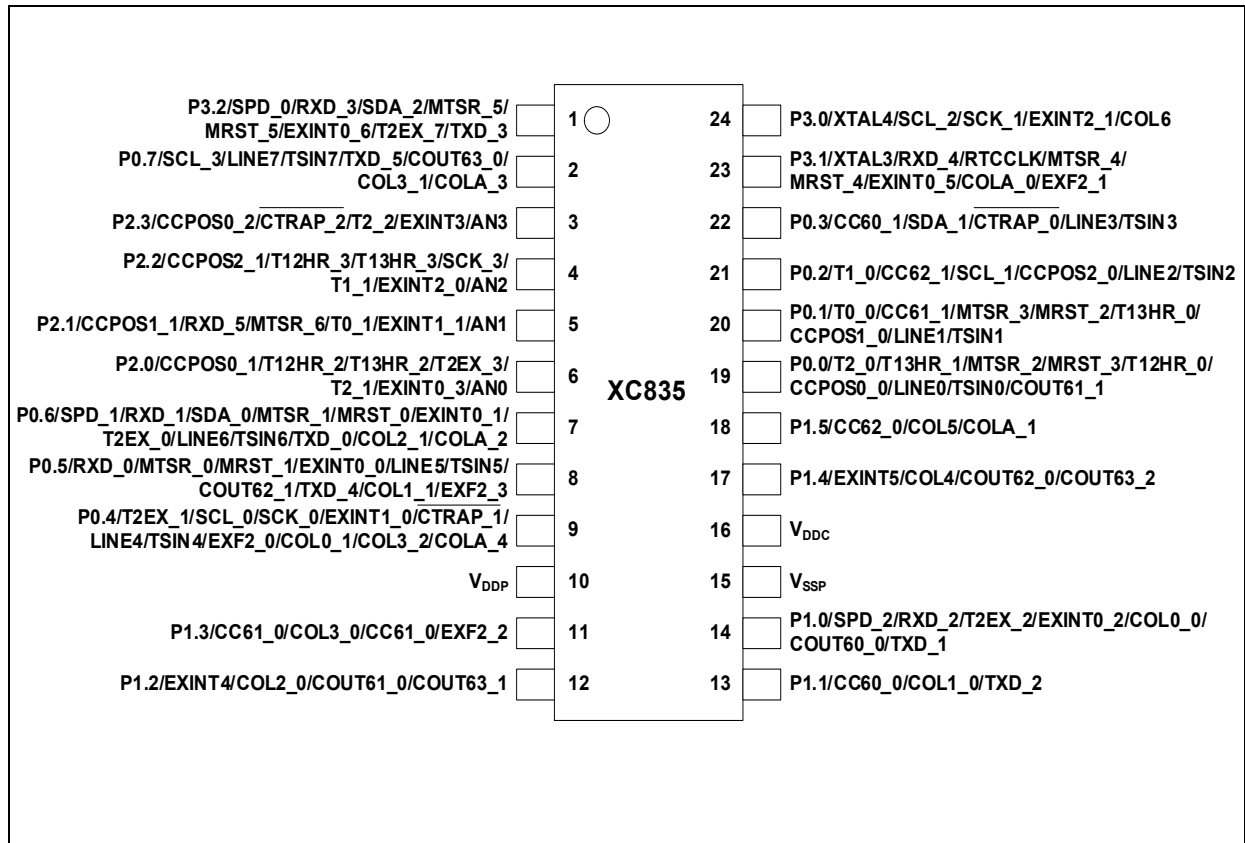 P3.2/SPD_0/RXD_3/SDA_2/MTSR_5/
MRST_5/EXINT0_6/T2EX_7/TXD_3
1
P0.7/SCL_3/LINE7/TSIN7/TXD_5/COUT63_0/
COL3_1/COLA_3
2
P2.3/CCPOS0_2/CTRAP_2/T2_2/EXINT3/AN3
3
P2.2/CCPOS2_1/T12HR_3/T13HR_3/SCK_3/
T1_1/EXINT2_0/AN2
4
P2.1/CCPOS1_1/RXD_5/MTSR_6/T0_1/EXINT1_1/AN1
5
P2.0/CCPOS0_1/T12HR_2/T13HR_2/T2EX_3/
T2_1/EXINT0_3/AN0
6
P0.6/SPD_1/RXD_1/SDA_0/MTSR_1/MRST_0/EXINT0_1/
T2EX_0/LINE6/TSIN6/TXD_0/COL2_1/COLA_2
7
P0.5/RXD_0/MTSR_0/MRST_1/EXINT0_0/LINE5/TSIN5/
COUT62_1/TXD_4/COL1_1/EXF2_3
8
P0.4/T2EX_1/SCL_0/SCK_0/EXINT1_0/CTRAP_1/
LINE4/TSIN4/EXF2_0/COL0_1/COL3_2/COLA_4
9
VDDP
10
P1.3/CC61_0/COL3_0/CC61_0/EXF2_2
11
P1.2/EXINT4/COL2_0/COUT61_0/COUT63_1
12
XC835
24
P3.0/XTAL4/SCL_2/SCK_1/EXINT2_1/COL6
23
P3.1/XTAL3/RXD_4/RTCCLK/MTSR_4/
MRST_4/EXINT0_5/COLA_0/EXF2_1
22
P0.3/CC60_1/SDA_1/CTRAP_0/LINE3/TSIN3
21
P0.2/T1_0/CC62_1/SCL_1/CCPOS2_0/LINE2/TSIN2
20
P0.1/T0_0/CC61_1/MTSR_3/MRST_2/T13HR_0/
CCPOS1_0/LINE1/TSIN1
19
P0.0/T2_0/T13HR_1/MTSR_2/MRST_3/T12HR_0/
CCPOS0_0/LINE0/TSIN0/COUT61_1
18
P1.5/CC62_0/COL5/COLA_1
17
P1.4/EXINT5/COL4/COUT62_0/COUT63_2
16
VDDC
15
VSSP
14
P1.0/SPD_2/RXD_2/T2EX_2/EXINT0_2/COL0_0/
COUT60_0/TXD_1
13
P1.1/CC60_0/COL1_0/TXD_2